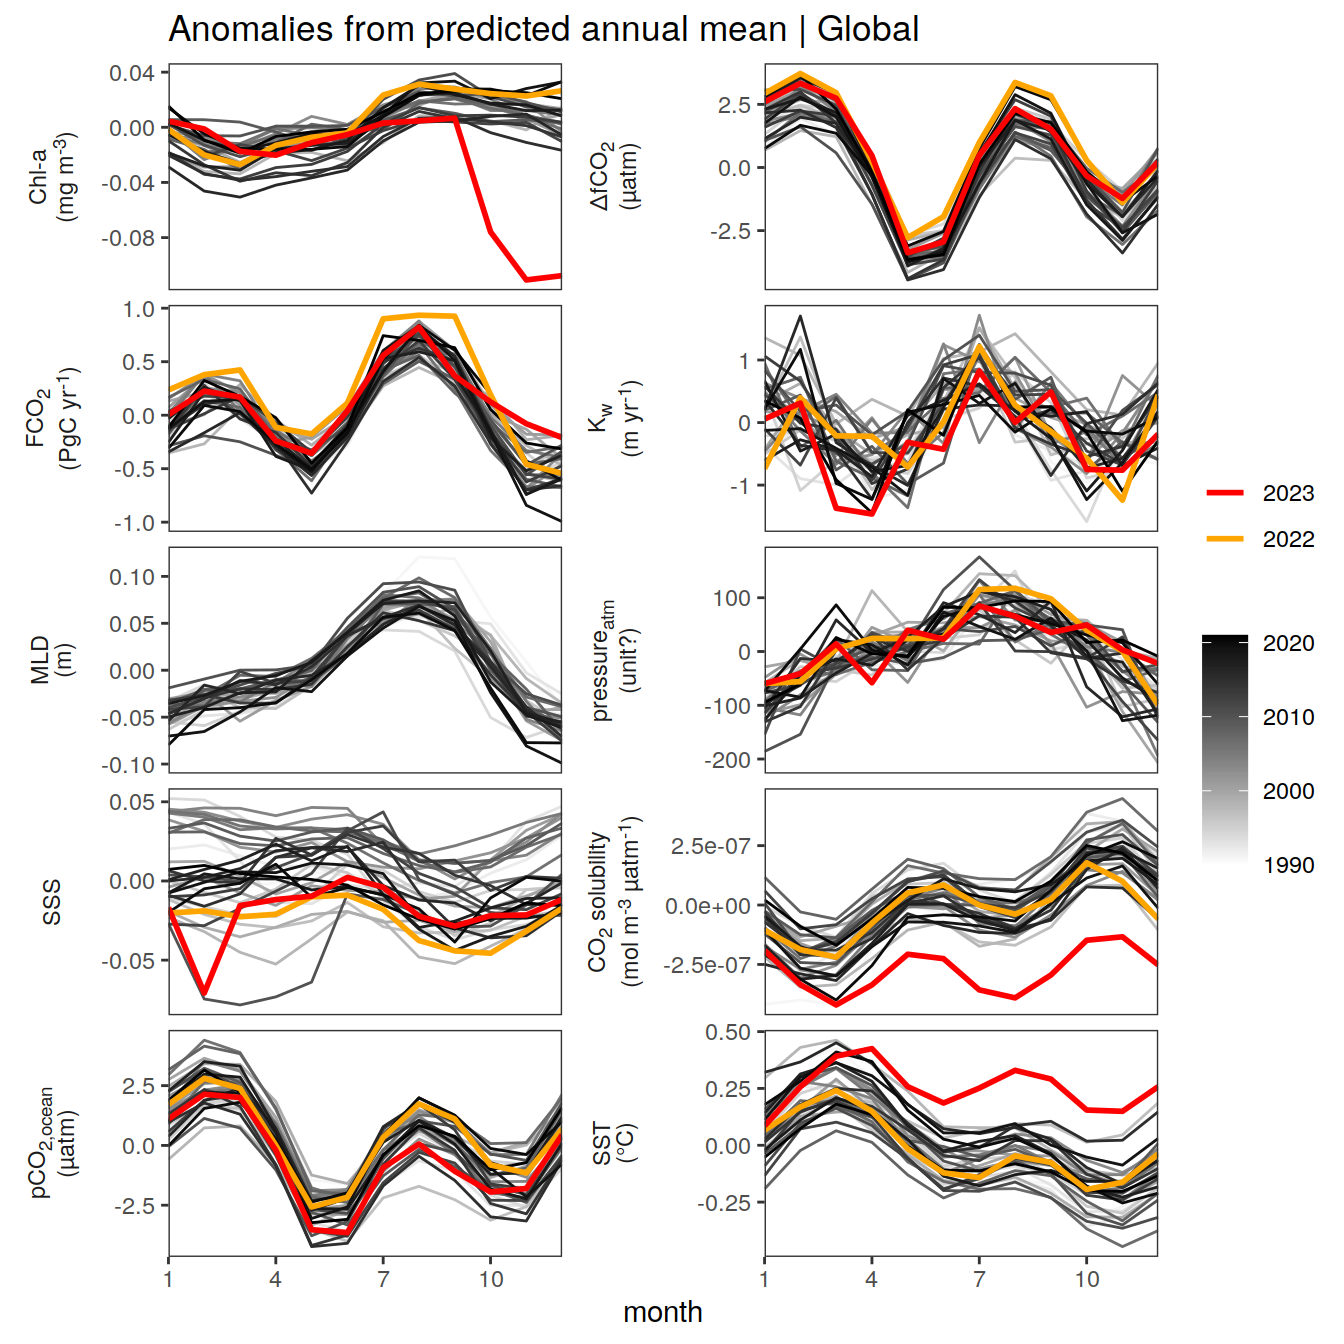 Anomalies from predicted annual mean | Global
Chl-a
(mg m-3)
0.04
0.00
-0.04
-0.08
ΔfCO2
(µatm)
2.5
0.0
-2.5
FCO2
(PgC yr-1)
1.0
0.5
0.0
-0.5
-1.0
Kw
(m yr-1)
1
0
-1
MLD
(m)
0.10
0.05
0.00
-0.05
-0.10
pressureatm
(unit?)
100
0
-100
-200
SSS
0.05
0.00
-0.05
CO2 solubility
(mol m-3 µatm-1)
2.5e-07
0.0e+00
-2.5e-07
pCO2,ocean
(µatm)
2.5
0.0
-2.5
SST
(°C)
0.50
0.25
0.00
-0.25
1 4 7 10
1 4 7 10
month
2023
2022
2020
2010
2000
1990